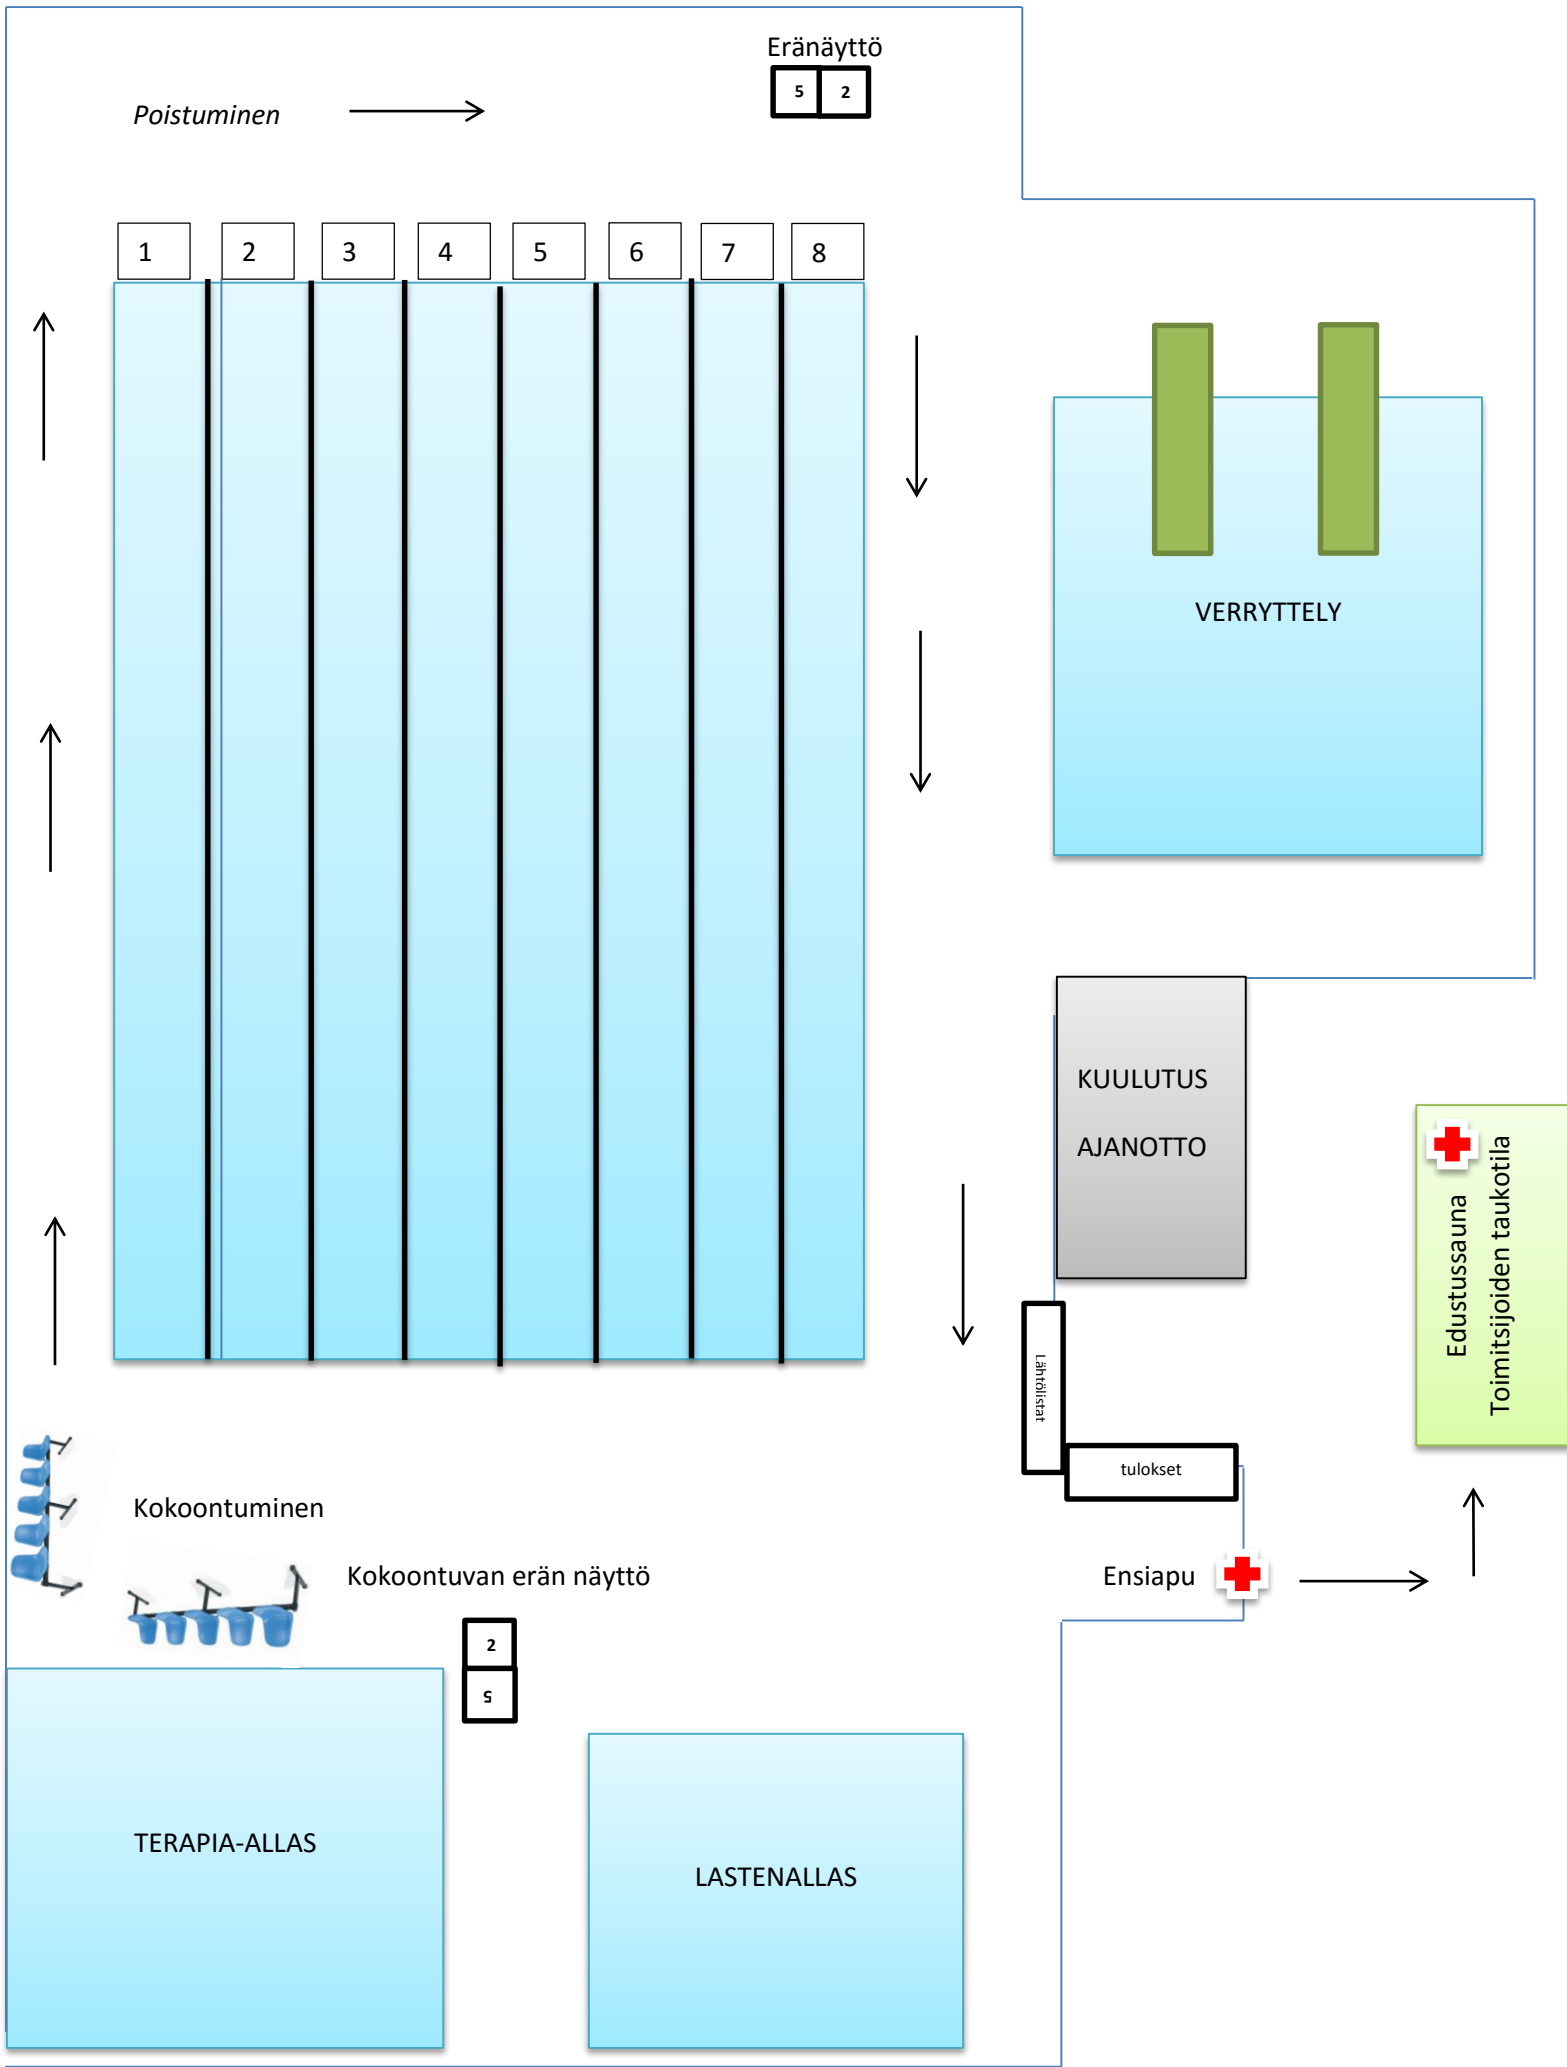 Eränäyttö
5 2
Poistuminen
1 2 3 4 5 6 7 8
VERRYTTELY
KUULUTUS
AJANOTTO
Edustussauna
Toimitsijoiden taukotila
Lähtölistat
tulokset
Kokoontuminen
Kokoontuvan erän näyttö
Ensiapu
2
5
TERAPIA-ALLAS
LASTENALLAS